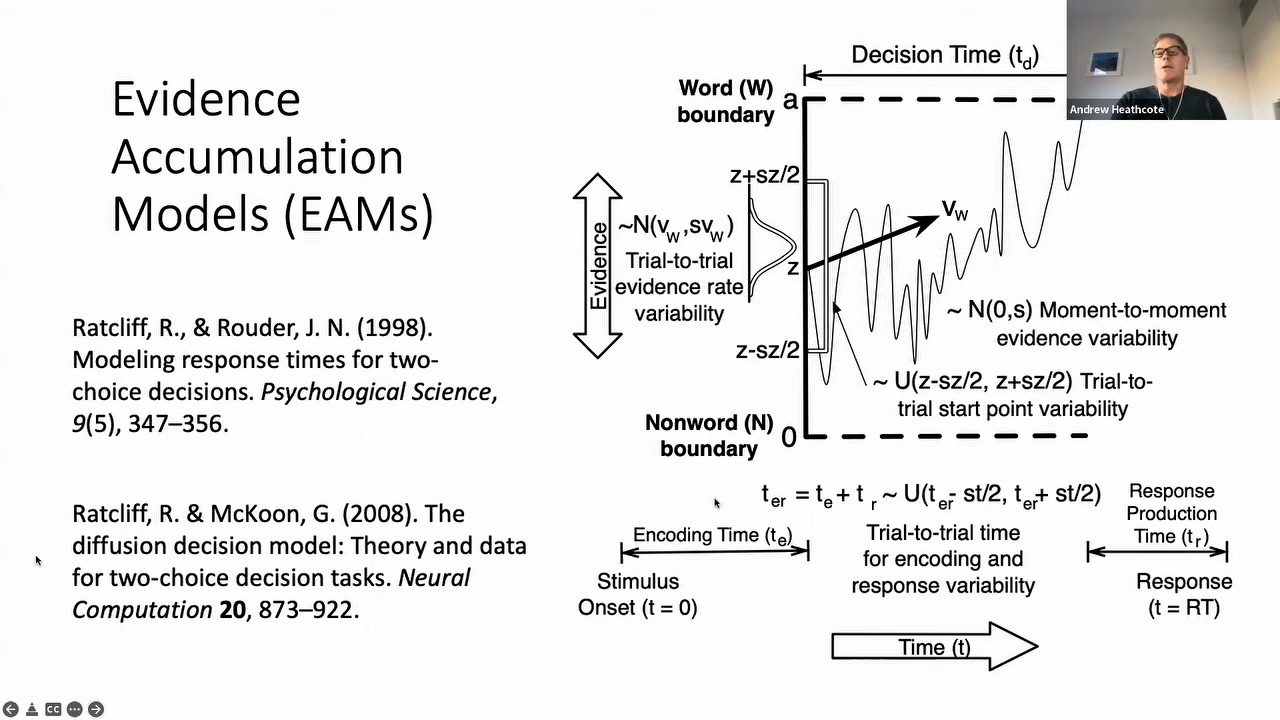 Evidence
Accumulation
Models (EAMs)
Ratcliff, R., & Rouder, J. N. (1998).
Modeling response times for two-
choice decisions. Psychological Science,
9(5), 347–356.
Ratcliff, R. & McKoon, G. (2008). The
diffusion decision model: Theory and data
for two-choice decision tasks. Neural
Computation 20, 873–922.
Decision Time (td)
Word (W)
boundary
a
z+sz/2
z
z-sz/2
Evidence
~N(vW,svW)
Trial-to-trial
evidence rate
variability
vW
~ N(0,s) Moment-to-moment
evidence variability
~ U(z-sz/2, z+sz/2) Trial-to-
trial start point variability
Nonword (N)
boundary
0
ter = te + tr ~ U(ter- st/2, ter+ st/2)
Encoding Time (te)
Trial-to-trial time
for encoding and
response variability
Response
Production
Time (tr)
Stimulus
Onset (t = 0)
Response
(t = RT)
Time (t)
Andrew Heathcote
CC